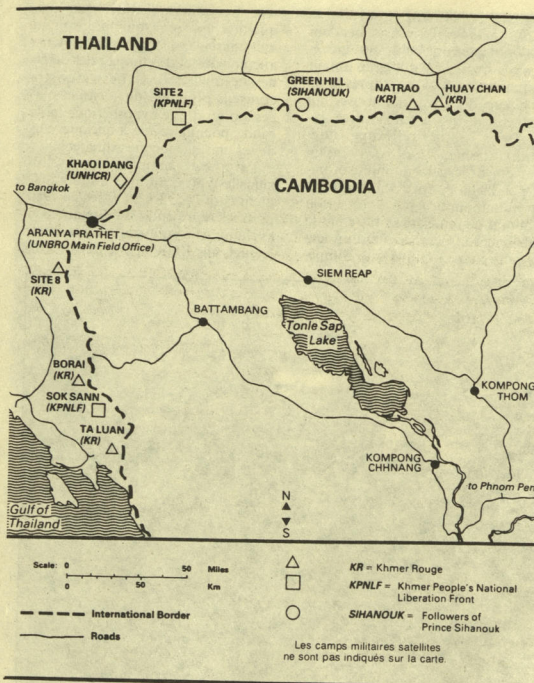 THAILAND
SITE 2
(KPNLF)
GREEN HILL
(SIHANOUK)
NATRAO
(KR)
HUAY CHAN
(KR)
KHAO I DANG
(UNHCR)
to Bangkok
CAMBODIA
ARANYA PRATHET
(UNBRO Main Field Office)
SITE 8
(KR)
SIEM REAP
BATTAMBANG
Tonle Sap
Lake
BORAI
(KR)
SOK SANN
(KPNLF)
KOMPONG
THOM
TA LUAN
(KR)
KOMPONG
CHHNANG
to Phnom Pen
N
S
Gulf of
Thailand
Scale: 0 50 Miles
0 50 Km
International Border
Roads
KR = Khmer Rouge
KPNLF = Khmer People's National
Liberation Front
SIHANOUK = Followers of
Prince Sihanouk
Les camps militaires satellites
ne sont pas indiqués sur la carte.